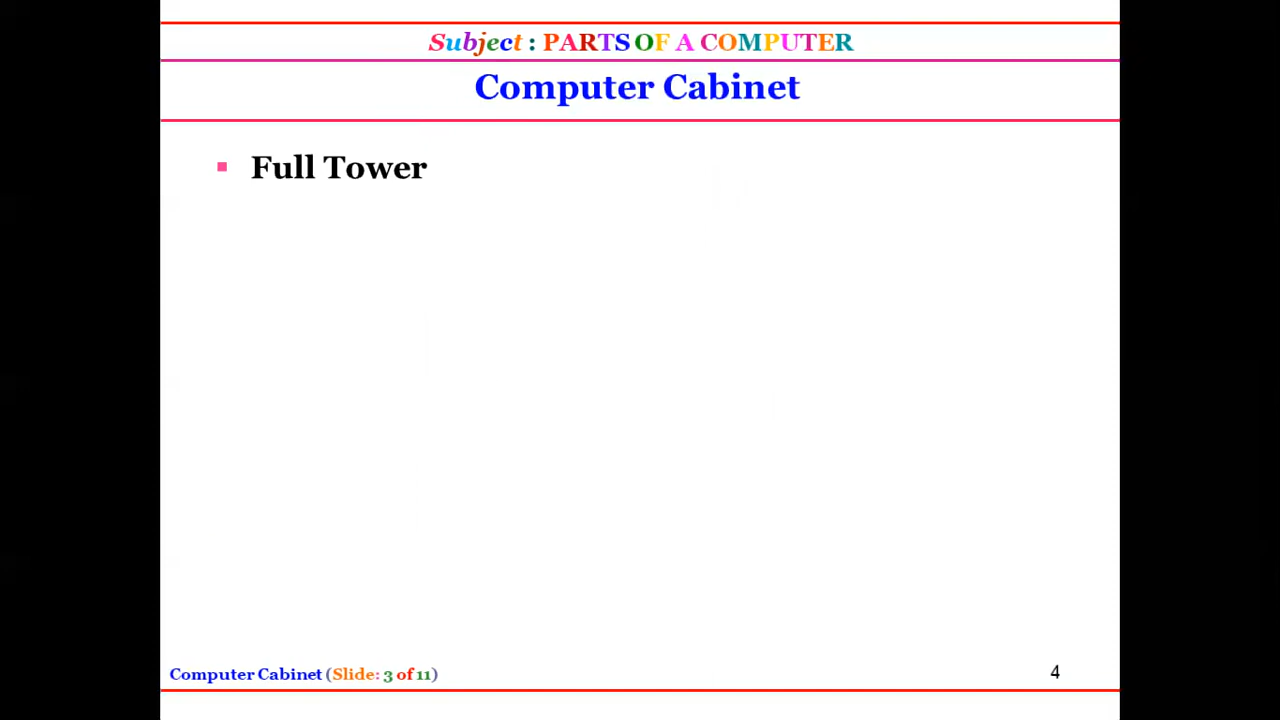 Subject : PARTS OF A COMPUTER
Computer Cabinet
▪ Full Tower
Computer Cabinet (Slide: 3 of 11)
4